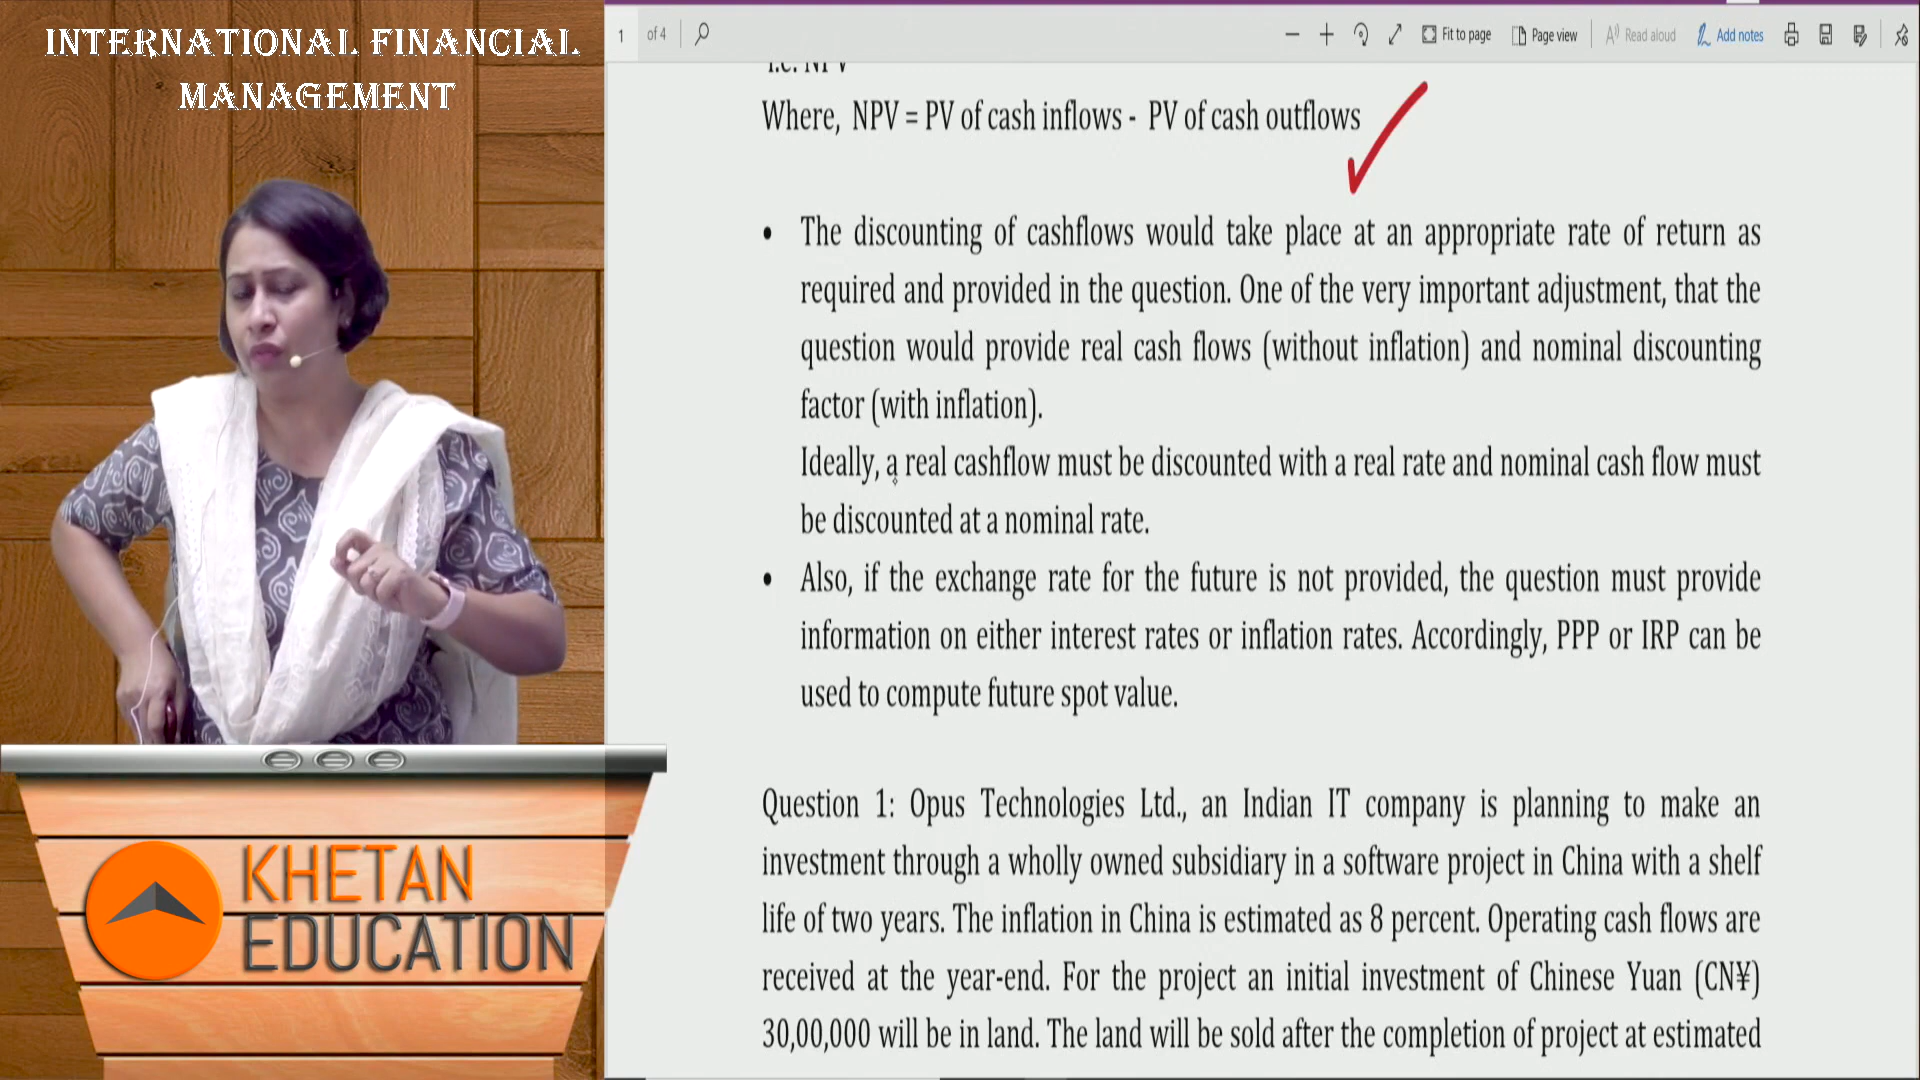 INTERNATIONAL FINANCIAL
MANAGEMENT
1 of 4
Fit to page
Page view
Read aloud
Add notes
i.e. NPV
Where, NPV = PV of cash inflows - PV of cash outflows
• The discounting of cashflows would take place at an appropriate rate of return as
required and provided in the question. One of the very important adjustment, that the
question would provide real cash flows (without inflation) and nominal discounting
factor (with inflation).
Ideally, a real cashflow must be discounted with a real rate and nominal cash flow must
be discounted at a nominal rate.
• Also, if the exchange rate for the future is not provided, the question must provide
information on either interest rates or inflation rates. Accordingly, PPP or IRP can be
used to compute future spot value.
Question 1: Opus Technologies Ltd., an Indian IT company is planning to make an
investment through a wholly owned subsidiary in a software project in China with a shelf
life of two years. The inflation in China is estimated as 8 percent. Operating cash flows are
received at the year-end. For the project an initial investment of Chinese Yuan (CN¥)
30,00,000 will be in land. The land will be sold after the completion of project at estimated
KHETAN
EDUCATION